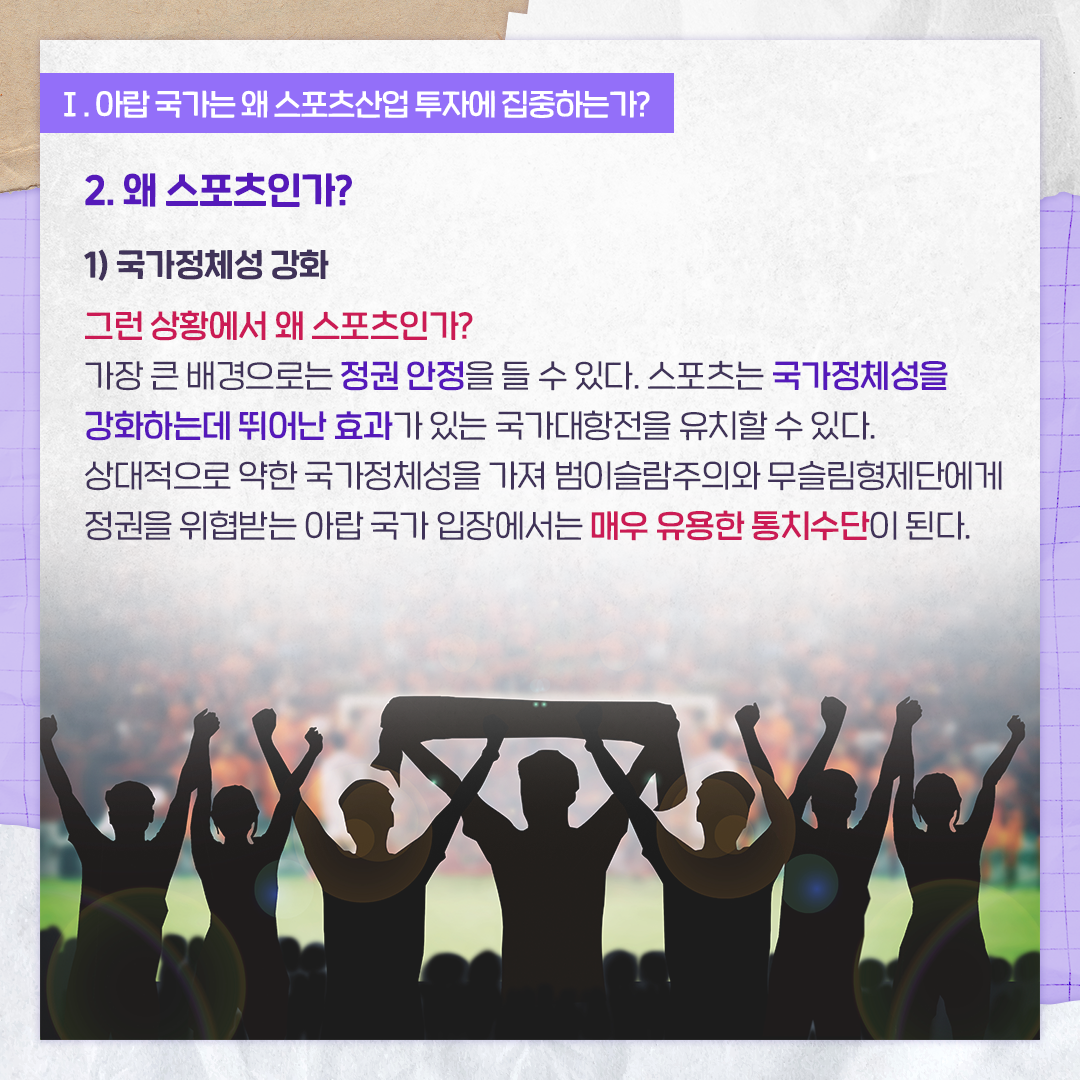 Ⅰ. 아랍 국가는 왜 스포츠산업 투자에 집중하는가?
2. 왜 스포츠인가?
1) 국가정체성 강화
그런 상황에서 왜 스포츠인가?
가장 큰 배경으로는 정권 안정을 들 수 있다. 스포츠는 국가정체성을
강화하는데 뛰어난 효과가 있는 국가대항전을 유치할 수 있다.
상대적으로 약한 국가정체성을 가져 범이슬람주의와 무슬림형제단에게
정권을 위협받는 아랍 국가 입장에서는 매우 유용한 통치수단이 된다.